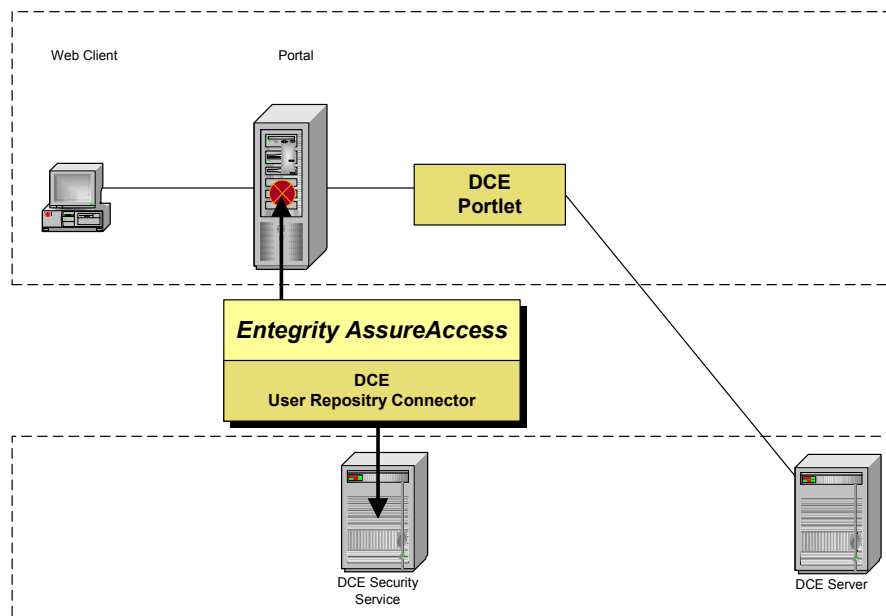 Web Client
Portal
DCE
Portlet
Entegrity AssureAccess
DCE
User Repositry Connector
DCE Security
Service
DCE Server